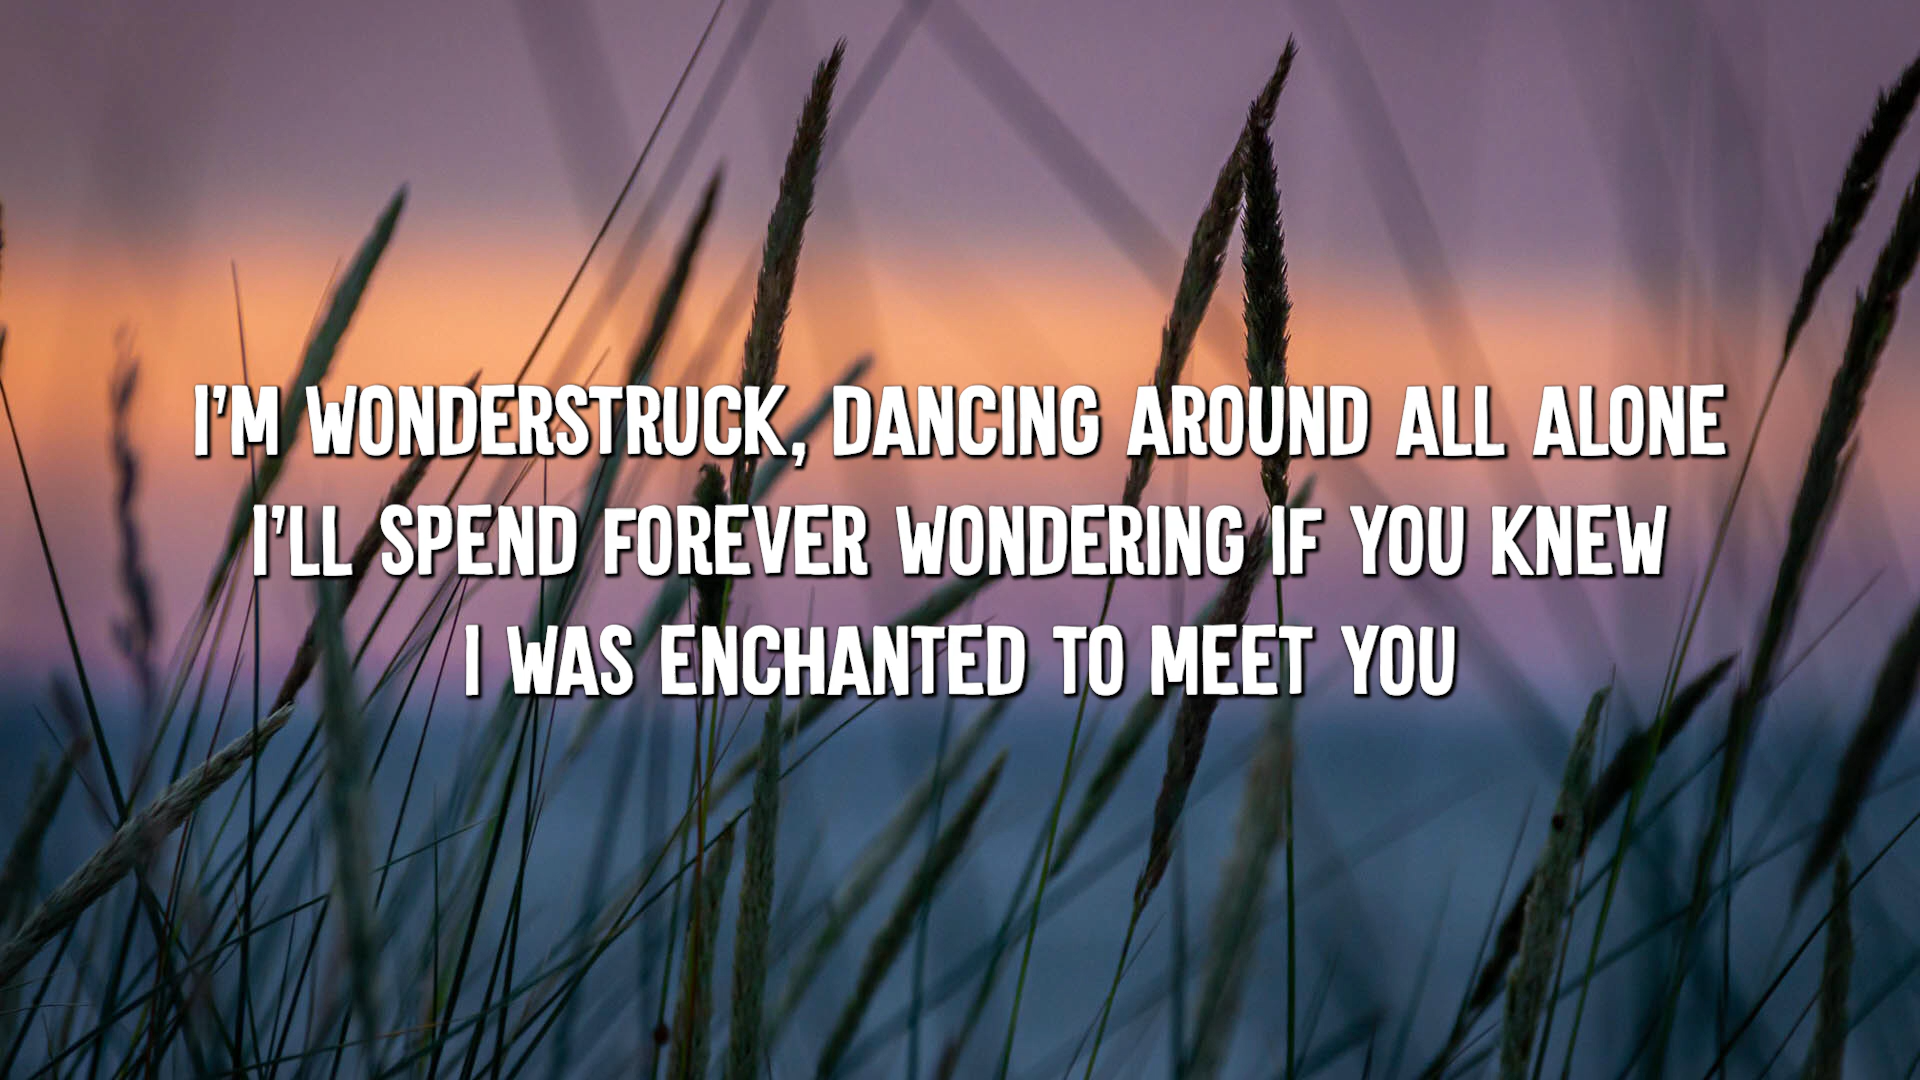 I'M WONDERSTRUCK, DANCING AROUND ALL ALONE
I'LL SPEND FOREVER WONDERING IF YOU KNEW
I WAS ENCHANTED TO MEET YOU